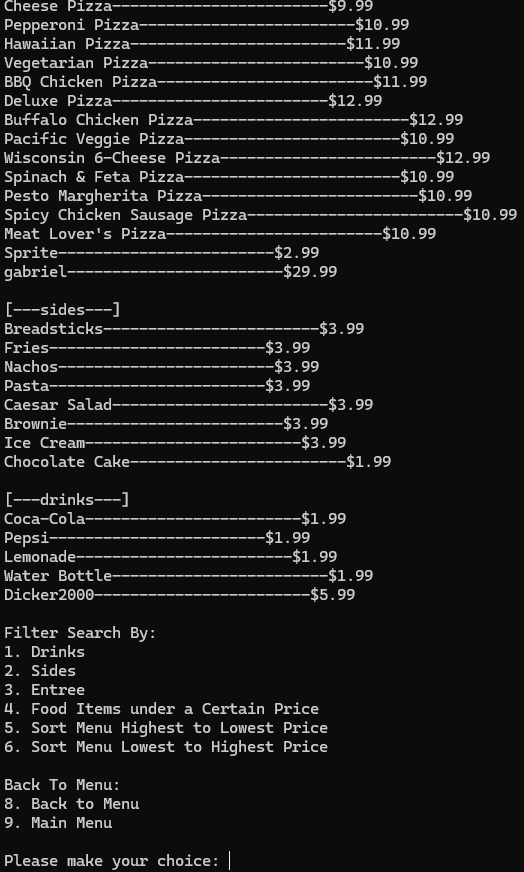 Cheese Pizza------------------------$9.99
Pepperoni Pizza------------------------$10.99
Hawaiian Pizza------------------------$11.99
Vegetarian Pizza------------------------$10.99
BBQ Chicken Pizza------------------------$11.99
Deluxe Pizza------------------------$12.99
Buffalo Chicken Pizza------------------------$12.99
Pacific Veggie Pizza------------------------$10.99
Wisconsin 6-Cheese Pizza------------------------$12.99
Spinach & Feta Pizza------------------------$10.99
Pesto Margherita Pizza------------------------$10.99
Spicy Chicken Sausage Pizza------------------------$10.99
Meat Lover's Pizza------------------------$10.99
Sprite------------------------$2.99
gabriel------------------------$29.99
[---sides---]
Breadsticks------------------------$3.99
Fries------------------------$3.99
Nachos------------------------$3.99
Pasta------------------------$3.99
Caesar Salad------------------------$3.99
Brownie------------------------$3.99
Ice Cream------------------------$3.99
Chocolate Cake------------------------$1.99
[---drinks---]
Coca-Cola------------------------$1.99
Pepsi------------------------$1.99
Lemonade------------------------$1.99
Water Bottle------------------------$1.99
Dicker2000------------------------$5.99
Filter Search By:
1. Drinks
2. Sides
3. Entree
4. Food Items under a Certain Price
5. Sort Menu Highest to Lowest Price
6. Sort Menu Lowest to Highest Price
Back To Menu:
8. Back to Menu
9. Main Menu
Please make your choice: